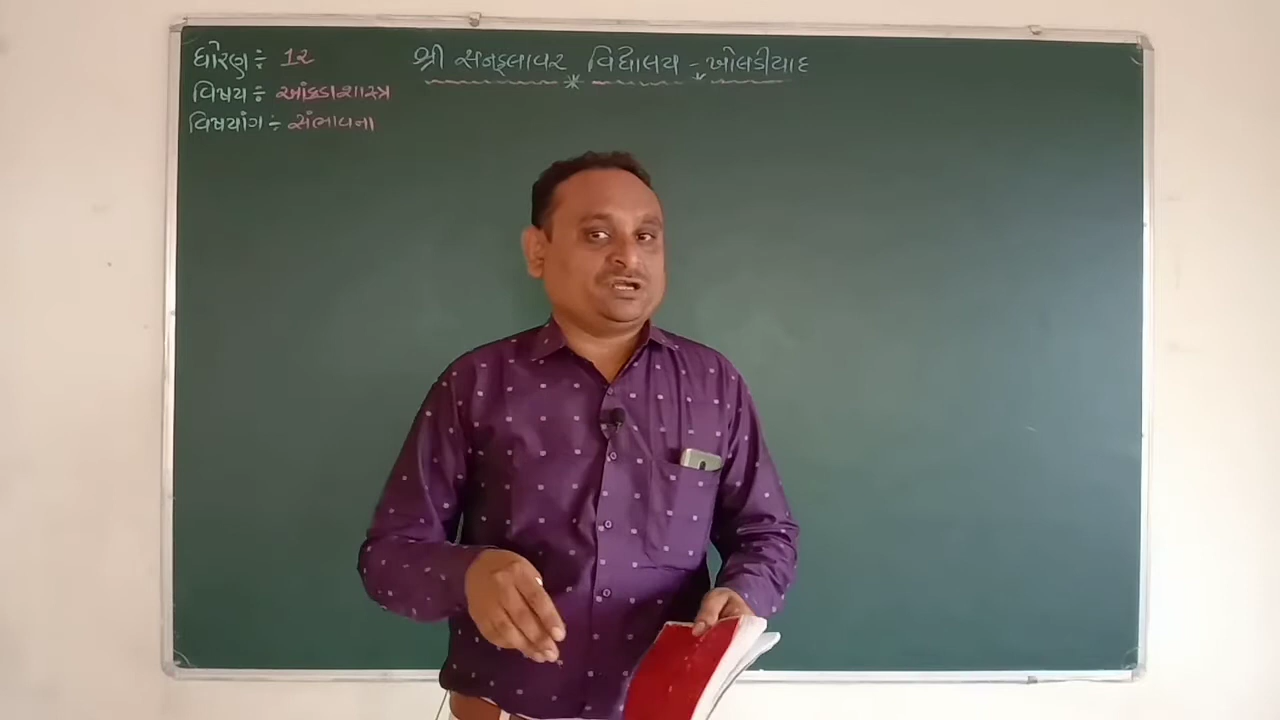 ધોરણ ÷ 12
શ્રી સનફ્લાવર વિદ્યાલય - ખોલડીયાદ
વિષય ÷ આંકડાશાસ્ત્ર
વિષયાંગ ÷ સંભાવના